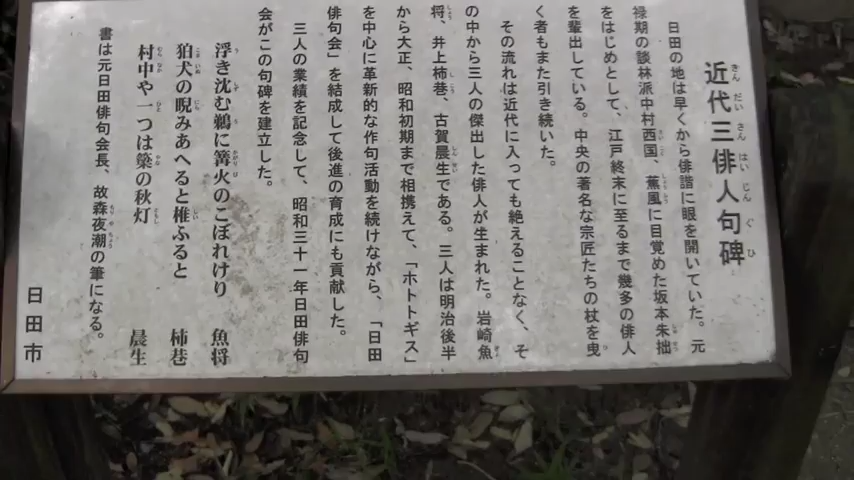 近代三俳人句碑
きんだいさんはいじんぐひ
日田の地は早くから俳諧に眼を開いていた。元
禄期の談林派中村西国、蕉風に目覚めた坂本朱拙
をはじめとして、江戸終末に至るまで幾多の俳人
を輩出している。中央の著名な宗匠たちの杖を曳
く者もまた引き続いた。
その流れは近代に入っても絶えることなく、そ
の中から三人の傑出した俳人が生まれた。岩崎魚
将、井上柿巷、古賀晨生である。三人は明治後半
から大正、昭和初期まで相携えて、「ホトトギス」
を中心に革新的な作句活動を続けながら、「日田
俳句会」を結成して後進の育成にも貢献した。
三人の業績を記念して、昭和三十一年日田俳句
会がこの句碑を建立した。
浮き沈む鵜に篝火のこぼれけり 魚将
狛犬の睨みあへると椎ふると 柿巷
村中や一つは簗の秋灯 晨生
書は元日田俳句会長、故森夜潮の筆になる。
日田市